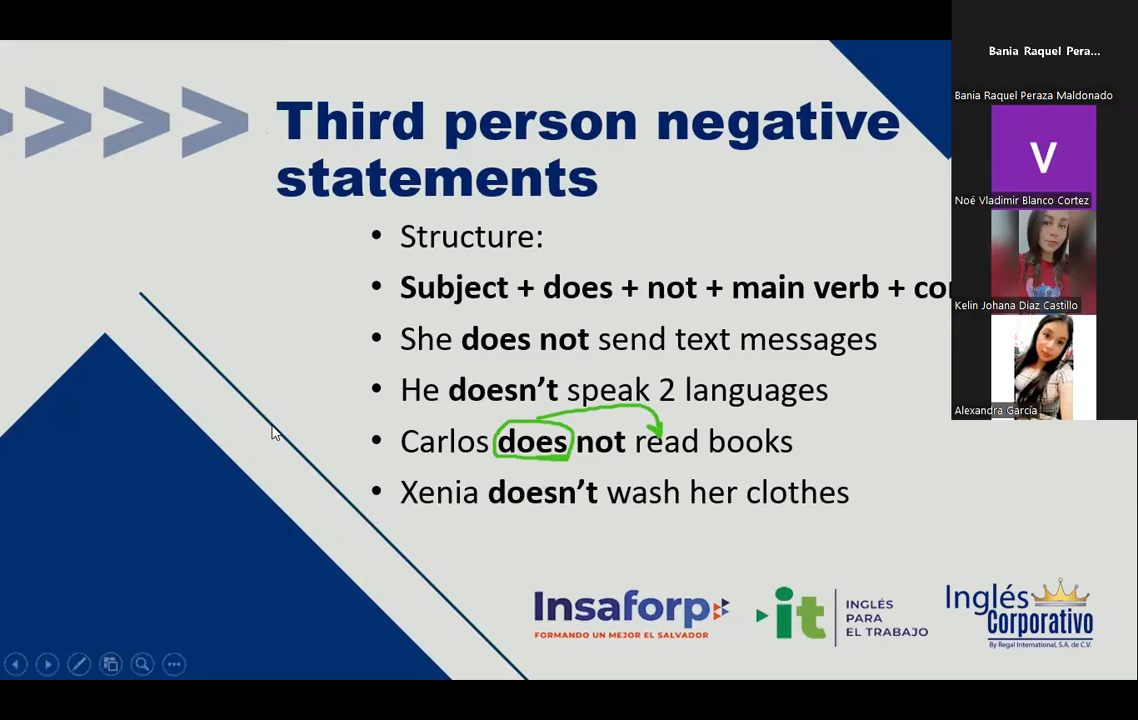 Third person negative
statements
• Structure:
• Subject + does + not + main verb +
• She does not send text messages
• He doesn't speak 2 languages
• Carlos does not read books
• Xenia doesn't wash her clothes
Insaforp
FORMANDO UN MEJOR EL SALVADOR
it
INGLÉS
PARA
EL TRABAJO
Inglés
Corporativo
By Regal International, S.A. de C.V.
Bania Raquel Pera...
Bania Raquel Peraza Maldonado
V
Noé Vladimir Blanco Cortez
Kelin Johana Diaz Castillo
Alexandra García